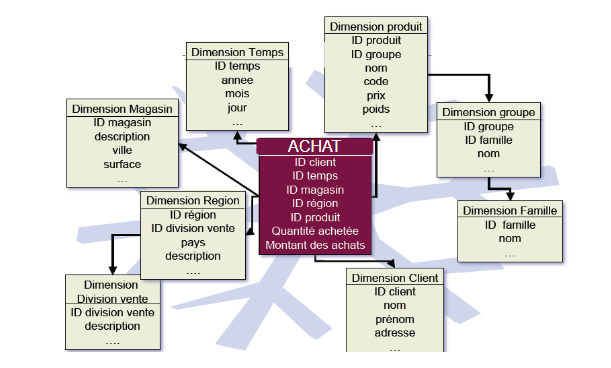 Dimension produit
ID produit
ID groupe
nom
code
prix
poids
...
Dimension Temps
ID temps
annee
mois
jour
...
Dimension Magasin
ID magasin
description
ville
surface
...
Dimension groupe
ID groupe
ID famille
nom
...
ACHAT
ID client
ID temps
ID magasin
ID région
ID produit
Quantité achetée
Montant des achats
Dimension Region
ID région
ID division vente
pays
description
....
Dimension Famille
ID famille
nom
...
Dimension
Division vente
ID division vente
description
....
Dimension Client
ID client
nom
prénom
adresse
...